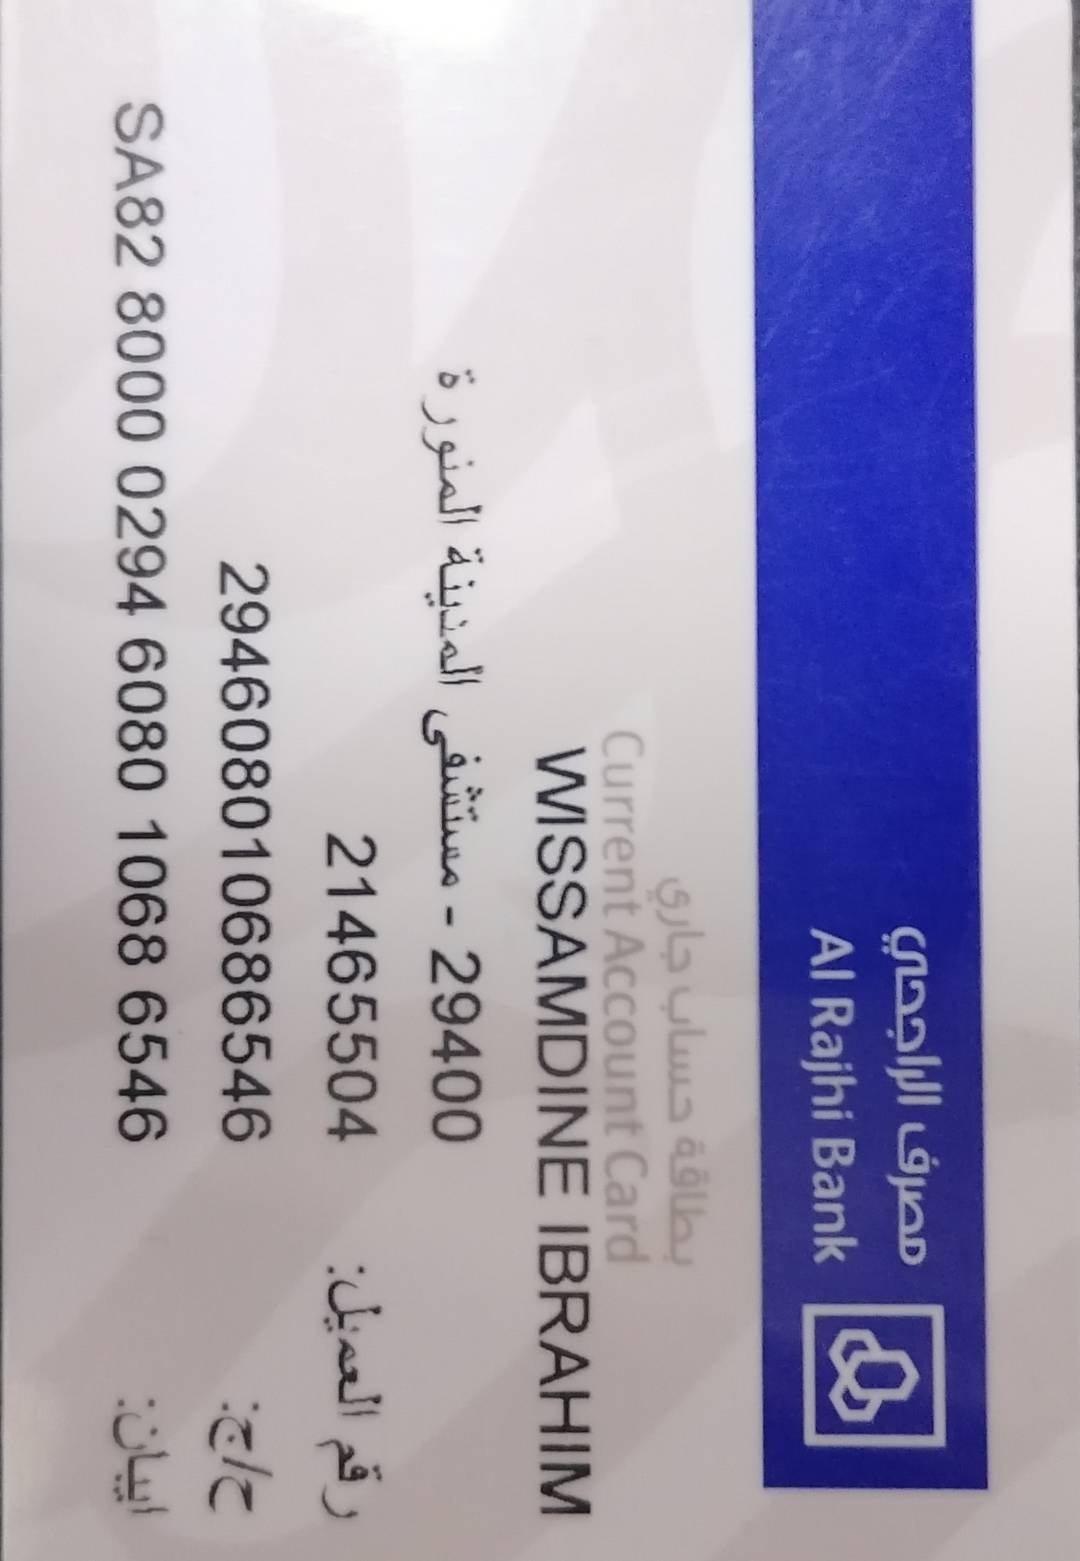 مصرف الراجحي
Al Rajhi Bank
بطاقة حساب جاري
Current Account Card
WISSAMDINE IBRAHIM
29400 - مستشفى المدينة المنورة
رقم العميل: 21465504
ح/ج: 294608010686546
ايبان: SA82 8000 0294 6080 1068 6546